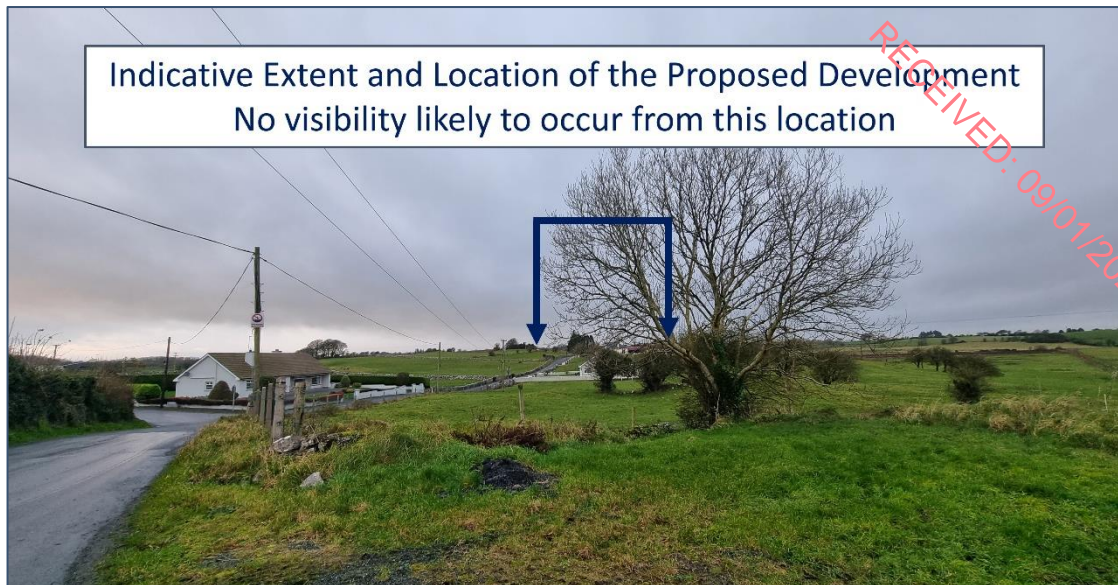 Indicative Extent and Location of the Proposed Development
No visibility likely to occur from this location
RECEIVED: 09/01/20